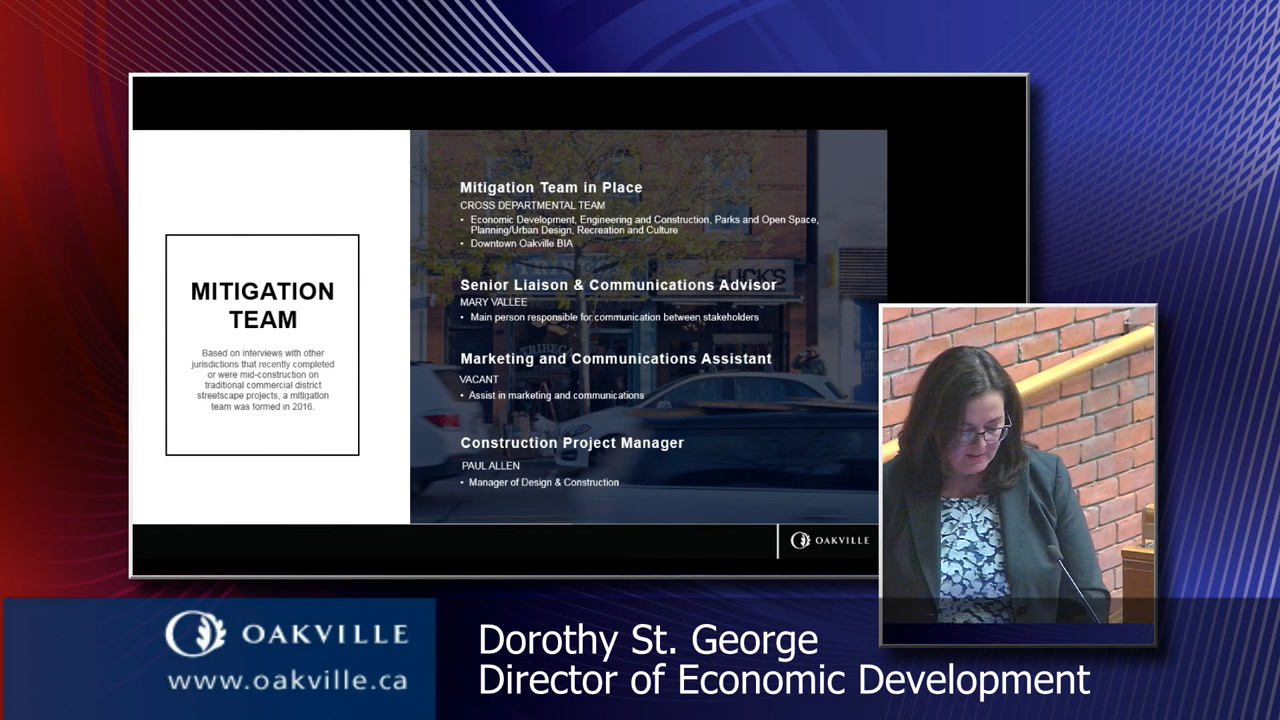 MITIGATION
TEAM
Based on interviews with other
jurisdictions that recently completed
or were mid-construction on
traditional commercial district
streetscape projects, a mitigation
team was formed in 2016.
Mitigation Team in Place
CROSS DEPARTMENTAL TEAM
• Economic Development, Engineering and Construction, Parks and Open Space,
Planning/Urban Design, Recreation and Culture
• Downtown Oakville BIA
Senior Liaison & Communications Advisor
MARY VALLEE
• Main person responsible for communication between stakeholders
Marketing and Communications Assistant
VACANT
• Assist in marketing and communications
Construction Project Manager
PAUL ALLEN
• Manager of Design & Construction
TRIBECA
OAKVILLE
OAKVILLE
www.oakville.ca
Dorothy St. George
Director of Economic Development